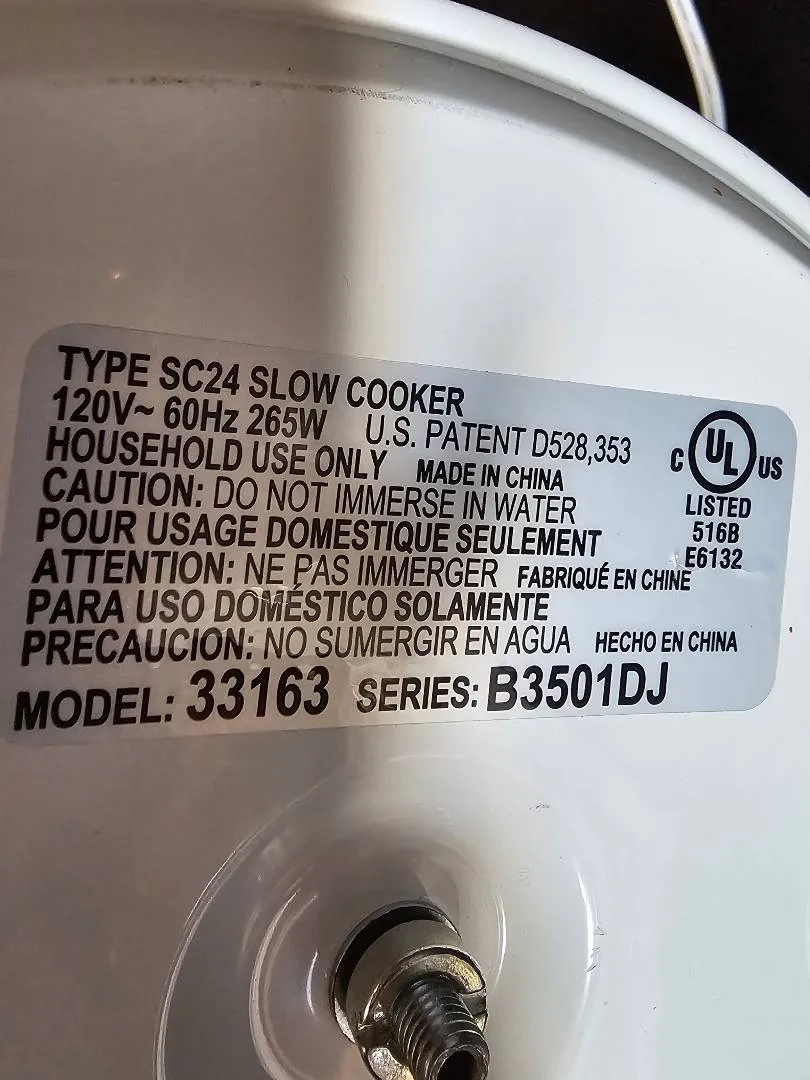 TYPE SC24 SLOW COOKER
120V~ 60Hz 265W U.S. PATENT D528,353
HOUSEHOLD USE ONLY MADE IN CHINA
CAUTION: DO NOT IMMERSE IN WATER
POUR USAGE DOMESTIQUE SEULEMENT
ATTENTION: NE PAS IMMERGER FABRIQUÉ EN CHINE
PARA USO DOMÉSTICO SOLAMENTE
PRECAUCION: NO SUMERGIR EN AGUA HECHO EN CHINA
MODEL: 33163 SERIES: B3501DJ
C UL US
LISTED
516B
E6132